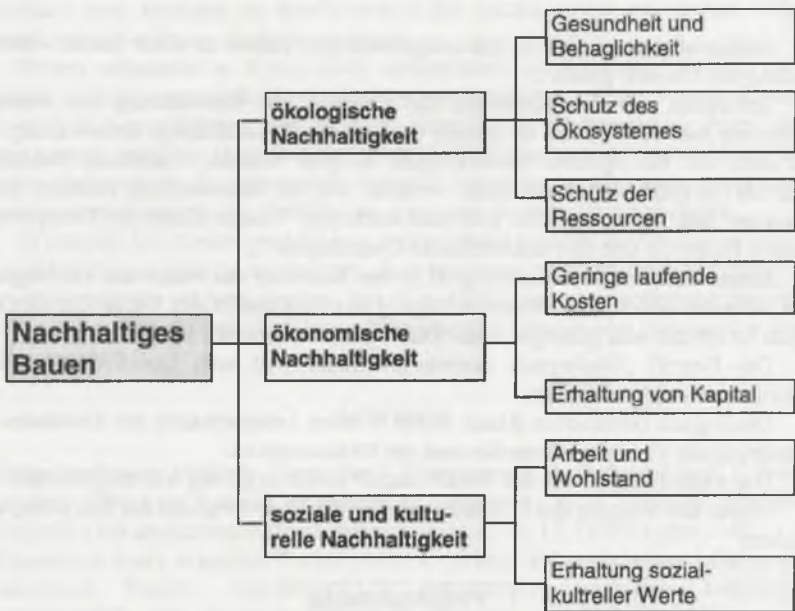 Gesundheit und
Behaglichkeit
ökologische
Nachhaltigkeit
Schutz des
Ökosystemes
Schutz der
Ressourcen
Geringe laufende
Kosten
Nachhaltiges
Bauen
ökonomische
Nachhaltigkeit
Erhaltung von Kapital
Arbeit und
Wohlstand
soziale und kultu-
relle Nachhaltigkeit
Erhaltung sozial-
kultreller Werte